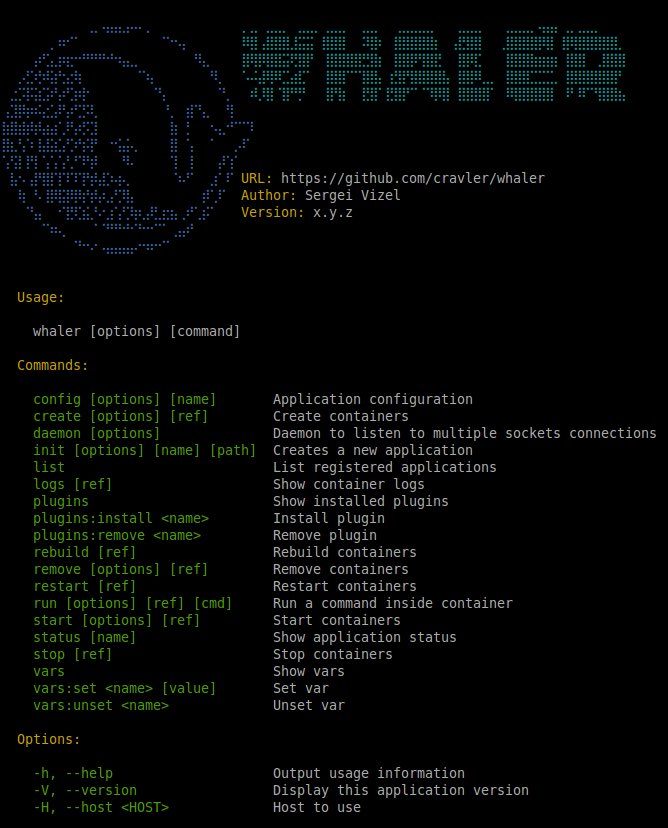 WHALER
URL: https://github.com/cravler/whaler
Author: Sergei Vizel
Version: x.y.z
Usage:
whaler [options] [command]
Commands:
config [options] [name] Application configuration
create [options] [ref] Create containers
daemon [options] Daemon to listen to multiple sockets connections
init [options] [name] [path] Creates a new application
list List registered applications
logs [ref] Show container logs
plugins Show installed plugins
plugins:install <name> Install plugin
plugins:remove <name> Remove plugin
rebuild [ref] Rebuild containers
remove [options] [ref] Remove containers
restart [ref] Restart containers
run [options] [ref] [cmd] Run a command inside container
start [options] [ref] Start containers
status [name] Show application status
stop [ref] Stop containers
vars Show vars
vars:set <name> [value] Set var
vars:unset <name> Unset var
Options:
-h, --help Output usage information
-V, --version Display this application version
-H, --host <HOST> Host to use